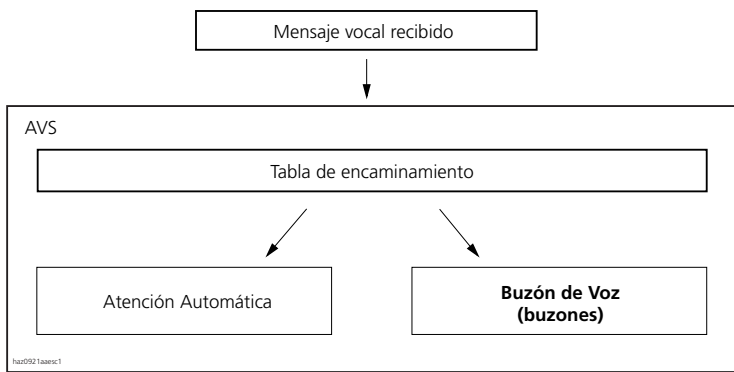 Mensaje vocal recibido
AVS
Tabla de encaminamiento
Atención Automática
Buzón de Voz
(buzones)
haz0921aaesc1